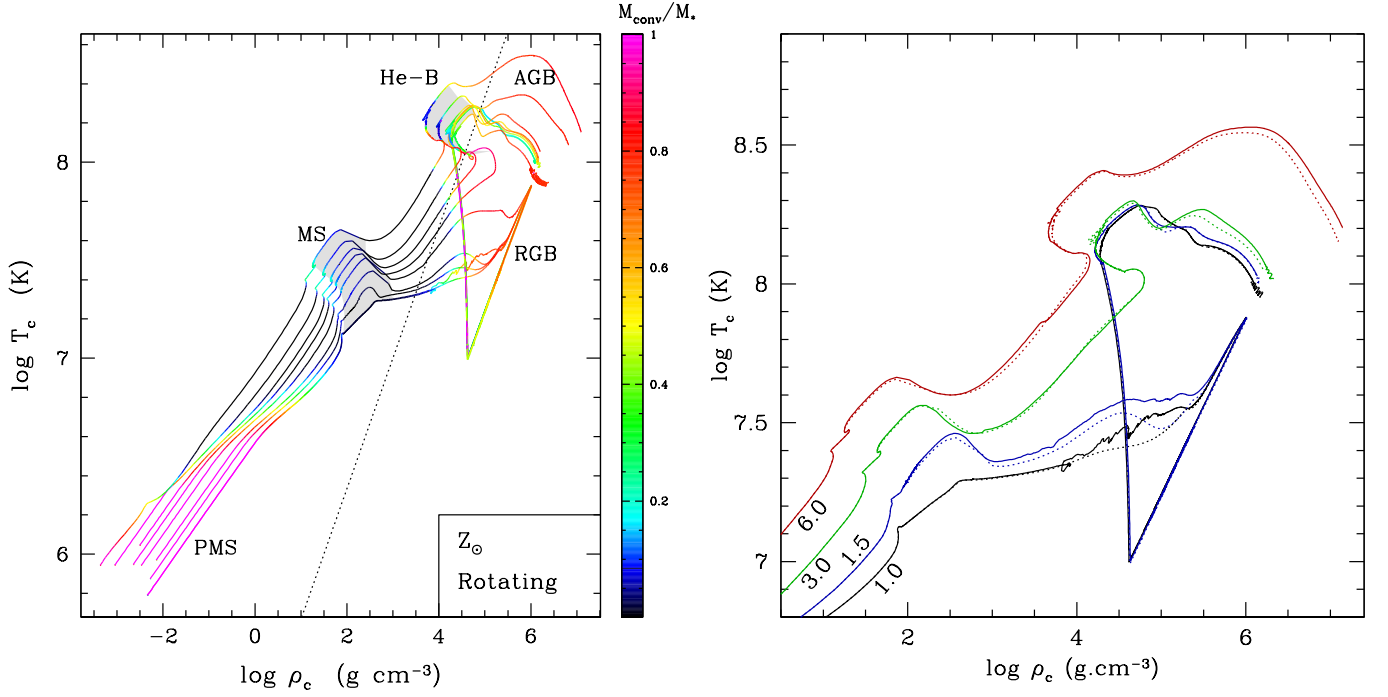 M_conv/M_*
He-B
AGB
MS
RGB
PMS
Z_⊙
Rotating
8
7
6
−2
0
2
4
6
log T_c (K)
log ρ_c (g cm⁻³)
1
0.8
0.6
0.4
0.2
8.5
8
7.5
7
2
4
6
log T_c (K)
log ρ_c (g.cm⁻³)
6.0
3.0
1.5
1.0